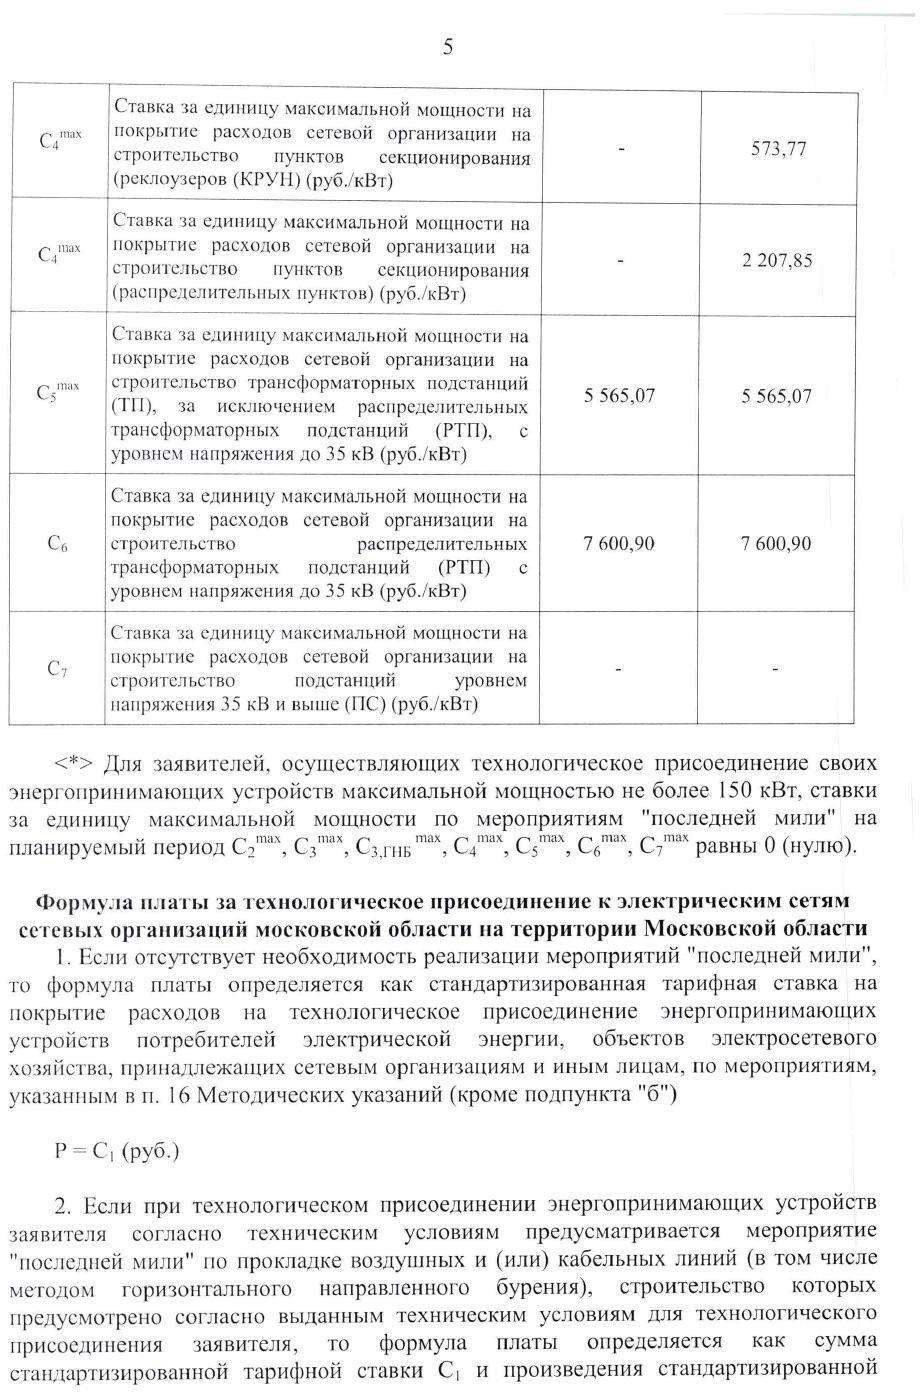 5
C₄ᵐᵃˣ
Ставка за единицу максимальной мощности на
покрытие расходов сетевой организации на
строительство пунктов секционирования
(реклоузеров (КРУН) (руб./кВт)
-
573,77
C₄ᵐᵃˣ
Ставка за единицу максимальной мощности на
покрытие расходов сетевой организации на
строительство пунктов секционирования
(распределительных пунктов) (руб./кВт)
-
2 207,85
C₅ᵐᵃˣ
Ставка за единицу максимальной мощности на
покрытие расходов сетевой организации на
строительство трансформаторных подстанций
(ТП), за исключением распределительных
трансформаторных подстанций (РТП), с
уровнем напряжения до 35 кВ (руб./кВт)
5 565,07
5 565,07
C₆
Ставка за единицу максимальной мощности на
покрытие расходов сетевой организации на
строительство распределительных
трансформаторных подстанций (РТП) с
уровнем напряжения до 35 кВ (руб./кВт)
7 600,90
7 600,90
C₇
Ставка за единицу максимальной мощности на
покрытие расходов сетевой организации на
строительство подстанций уровнем
напряжения 35 кВ и выше (ПС) (руб./кВт)
-
-
<*> Для заявителей, осуществляющих технологическое присоединение своих
энергопринимающих устройств максимальной мощностью не более 150 кВт, ставки
за единицу максимальной мощности по мероприятиям "последней мили" на
планируемый период C₂ᵐᵃˣ, C₃ᵐᵃˣ, C₃,ГНБ ᵐᵃˣ, C₄ᵐᵃˣ, C₅ᵐᵃˣ, C₆ᵐᵃˣ, C₇ᵐᵃˣ равны 0 (нулю).
Формула платы за технологическое присоединение к электрическим сетям
сетевых организаций московской области на территории Московской области
1. Если отсутствует необходимость реализации мероприятий "последней мили",
то формула платы определяется как стандартизированная тарифная ставка на
покрытие расходов на технологическое присоединение энергопринимающих
устройств потребителей электрической энергии, объектов электросетевого
хозяйства, принадлежащих сетевым организациям и иным лицам, по мероприятиям,
указанным в п. 16 Методических указаний (кроме подпункта "б")
P = C₁ (руб.)
2. Если при технологическом присоединении энергопринимающих устройств
заявителя согласно техническим условиям предусматривается мероприятие
"последней мили" по прокладке воздушных и (или) кабельных линий (в том числе
методом горизонтального направленного бурения), строительство которых
предусмотрено согласно выданным техническим условиям для технологического
присоединения заявителя, то формула платы определяется как сумма
стандартизированной тарифной ставки C₁ и произведения стандартизированной